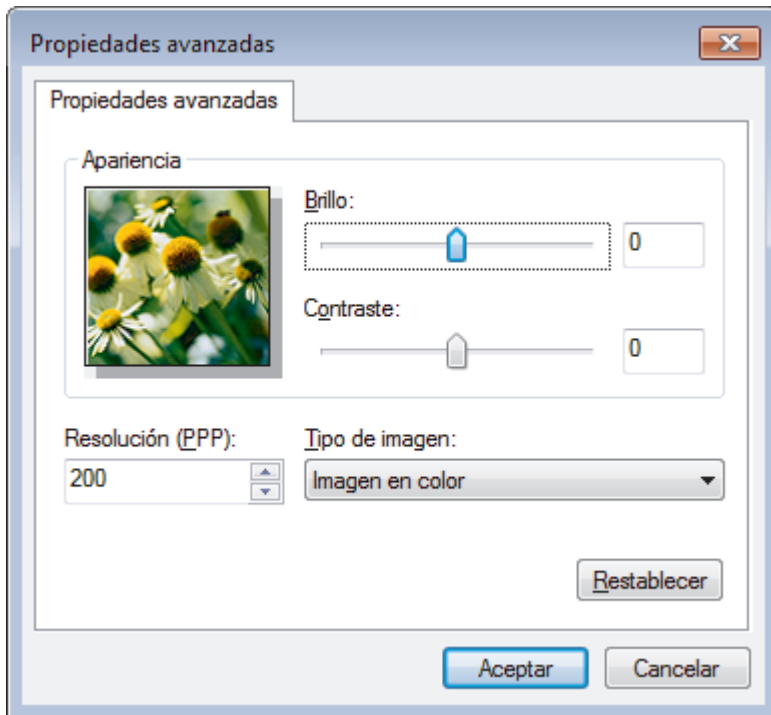 Propiedades avanzadas
Propiedades avanzadas
Apariencia
Brillo:
0
Contraste:
0
Resolución (PPP):
200
Tipo de imagen:
Imagen en color
Restablecer
Aceptar
Cancelar